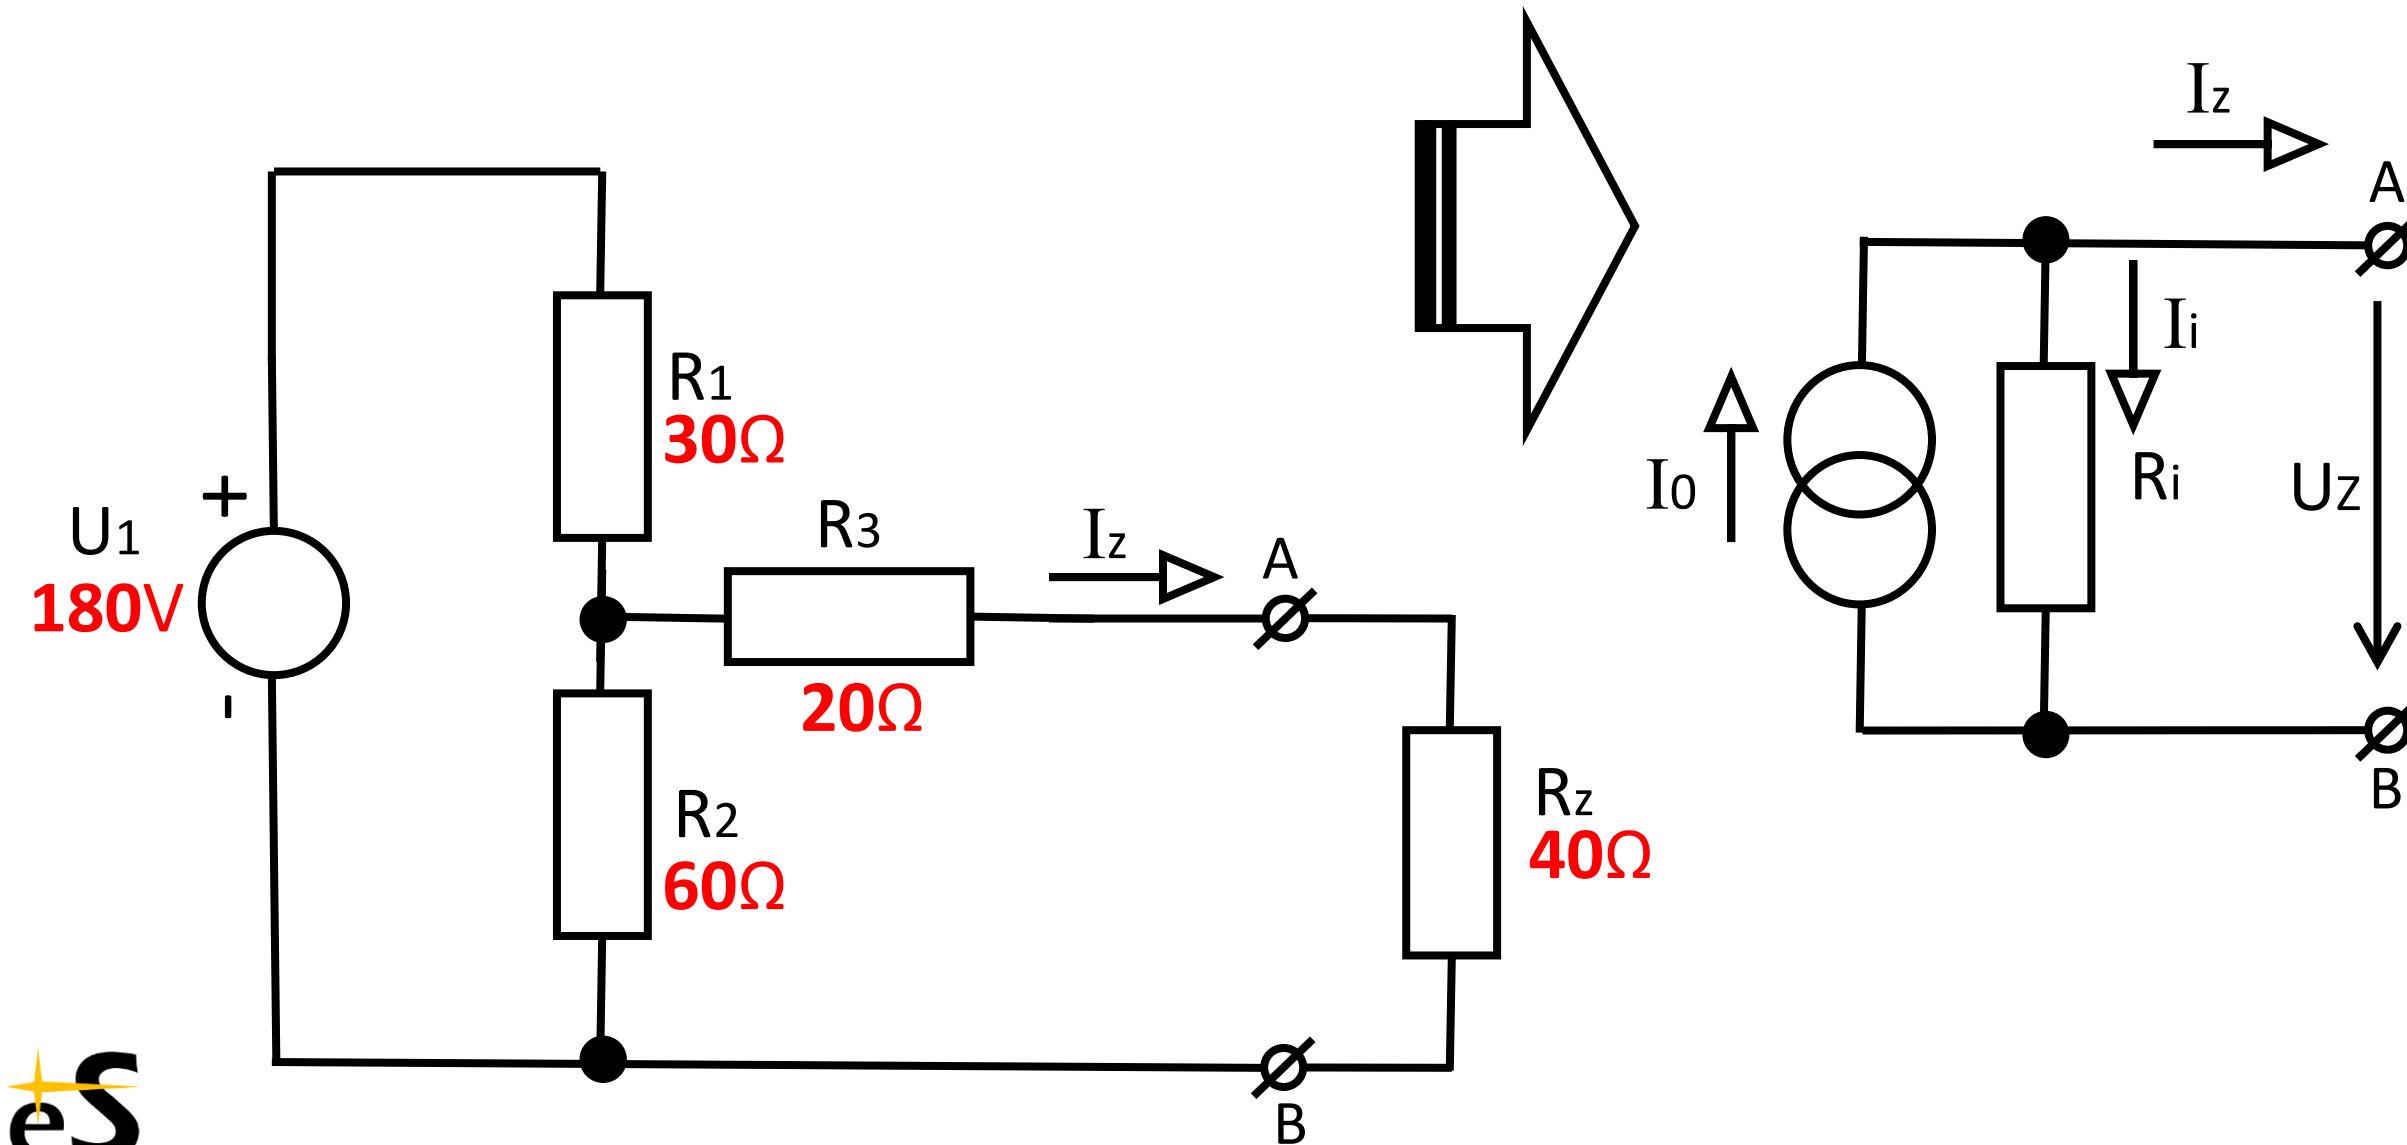 U1
180V
+
-
R1
30Ω
R2
60Ω
R3
20Ω
Iz
A
B
Rz
40Ω
I0
Ri
Ii
Iz
A
UZ
B
eS